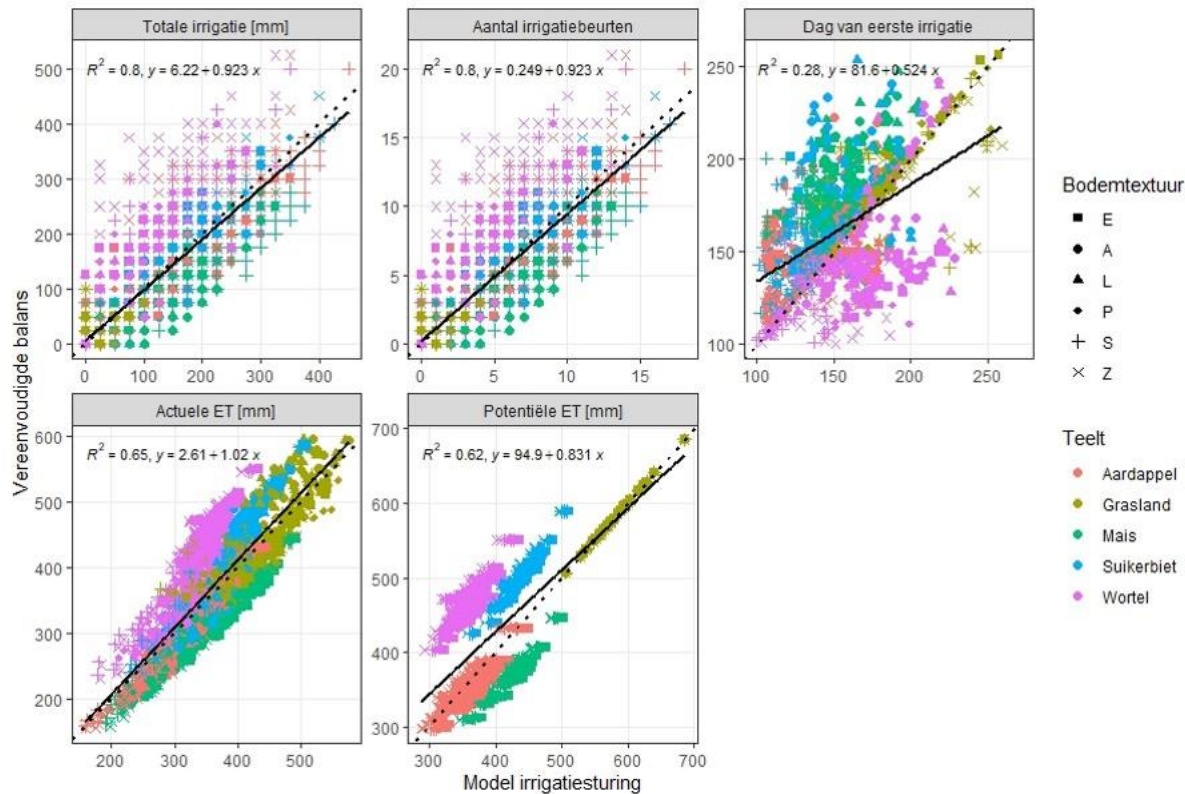 Totale irrigatie [mm]
Aantal irrigatiebeurten
Dag van eerste irrigatie
R² = 0.8, y = 6.22 + 0.923 x
R² = 0.8, y = 0.249 + 0.923 x
R² = 0.28, y = 81.6 + 0.524 x
500
400
300
200
100
0
0 100 200 300 400
20
15
10
5
0
0 5 10 15
250
200
150
100
100 150 200 250
Actuele ET [mm]
Potentiële ET [mm]
R² = 0.65, y = 2.61 + 1.02 x
R² = 0.62, y = 94.9 + 0.831 x
600
500
400
300
200
200 300 400 500
700
600
500
400
300
300 400 500 600 700
Vereenvoudigde balans
Model irrigatiesturing
Bodemtextuur
E
A
L
P
S
Z
Teelt
Aardappel
Grasland
Mais
Suikerbiet
Wortel